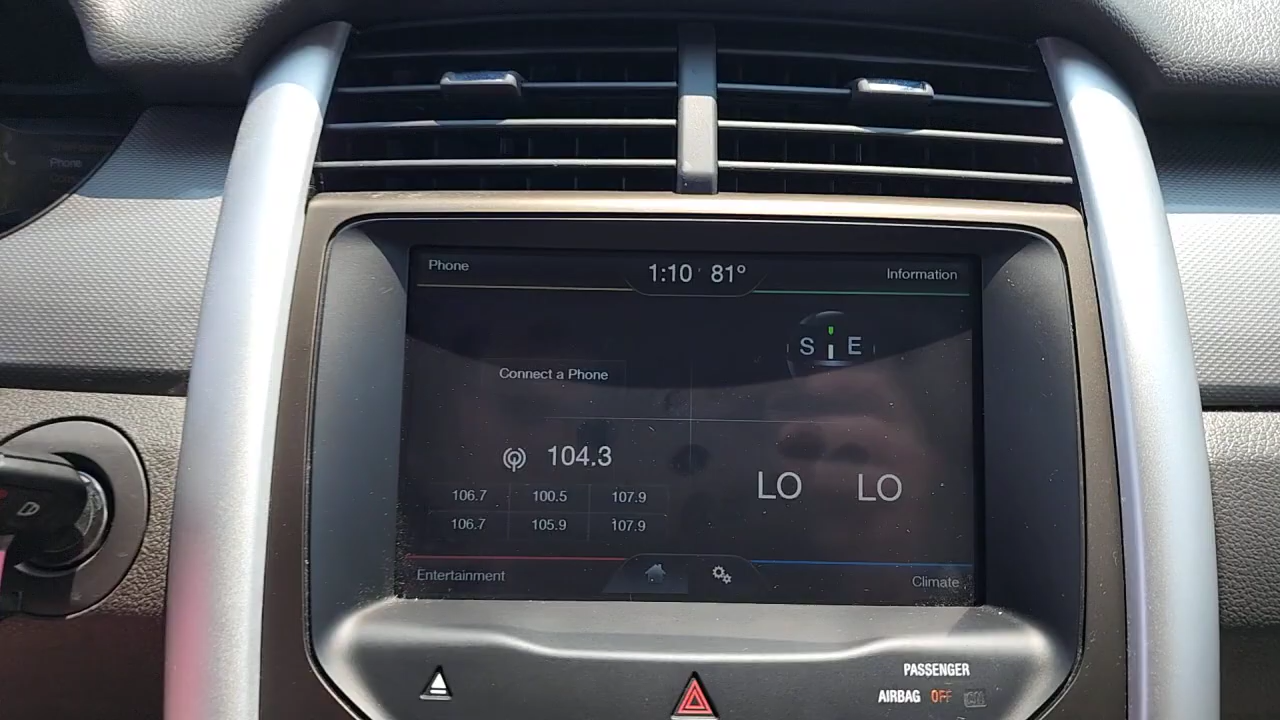 Phone
Phone
1:10 81°
Information
S E
Connect a Phone
104.3
106.7 100.5 107.9
106.7 105.9 107.9
LO LO
Entertainment
Climate
PASSENGER
AIRBAG OFF